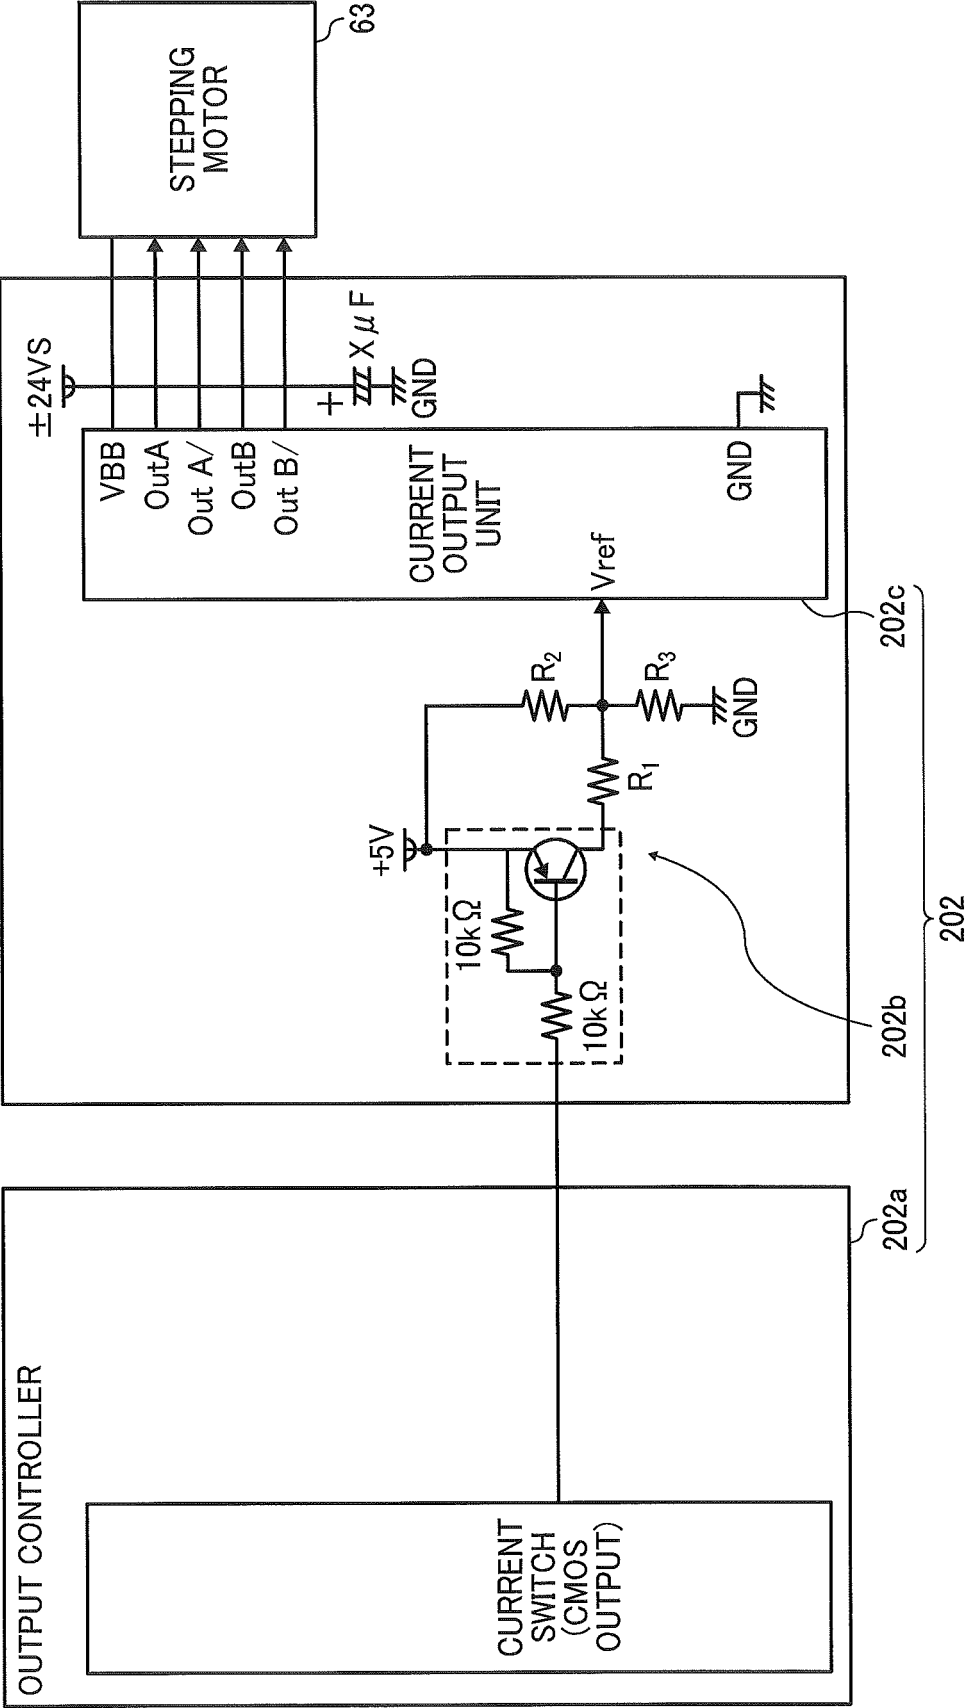 OUTPUT CONTROLLER
CURRENT
SWITCH
(CMOS
OUTPUT)
202a
10kΩ
10kΩ
+5V
R1
R2
R3
GND
Vref
202b
CURRENT
OUTPUT
UNIT
VBB
OutA
Out A/
OutB
Out B/
GND
202c
202
±24VS
+
XμF
GND
STEPPING
MOTOR
63